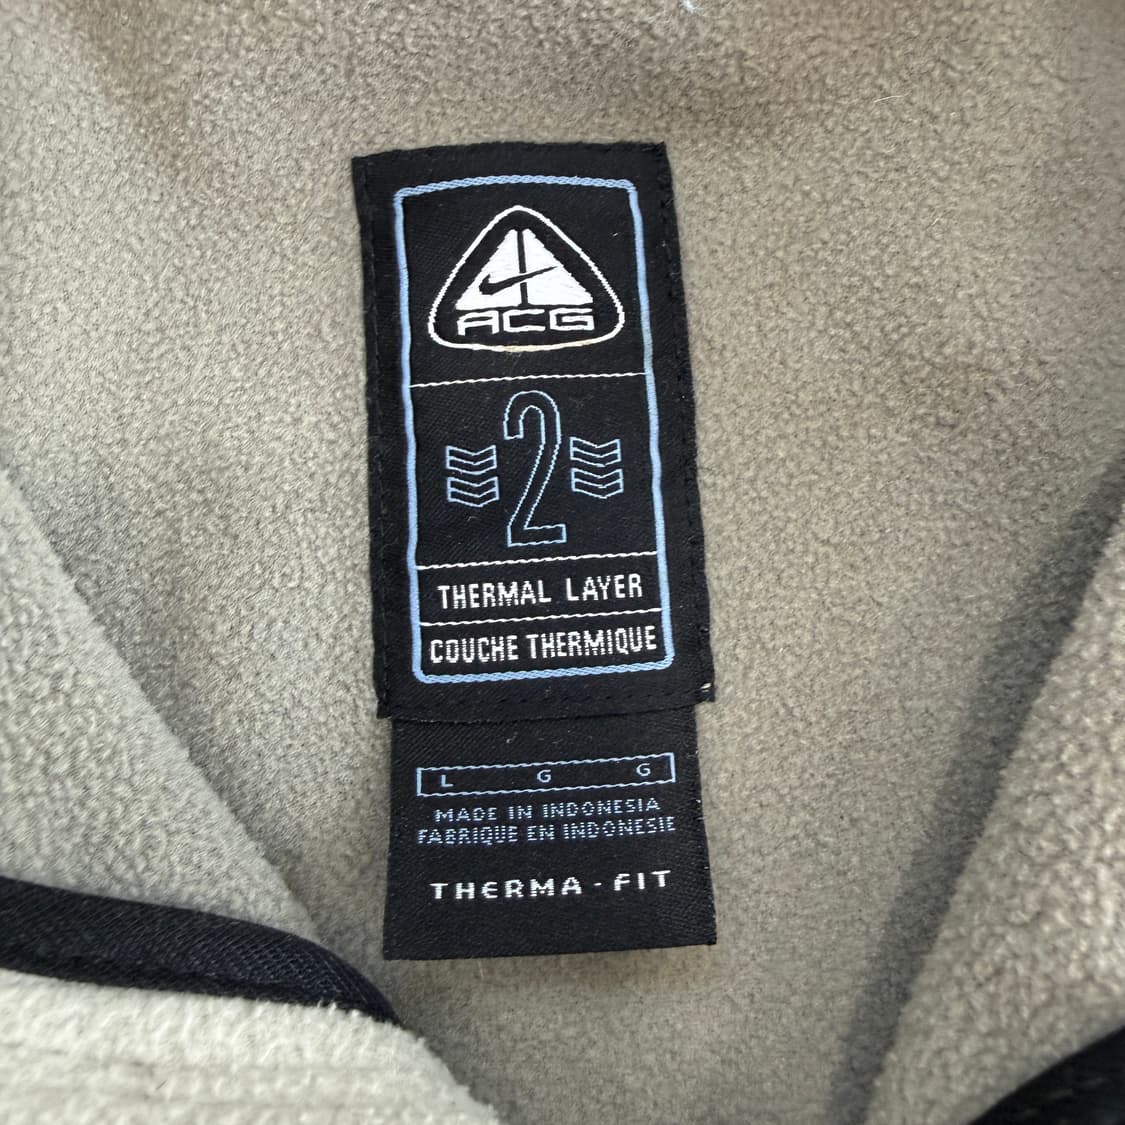 ACG
2
THERMAL LAYER
COUCHE THERMIQUE
L G G
MADE IN INDONESIA
FABRIQUE EN INDONESIE
THERMA-FIT